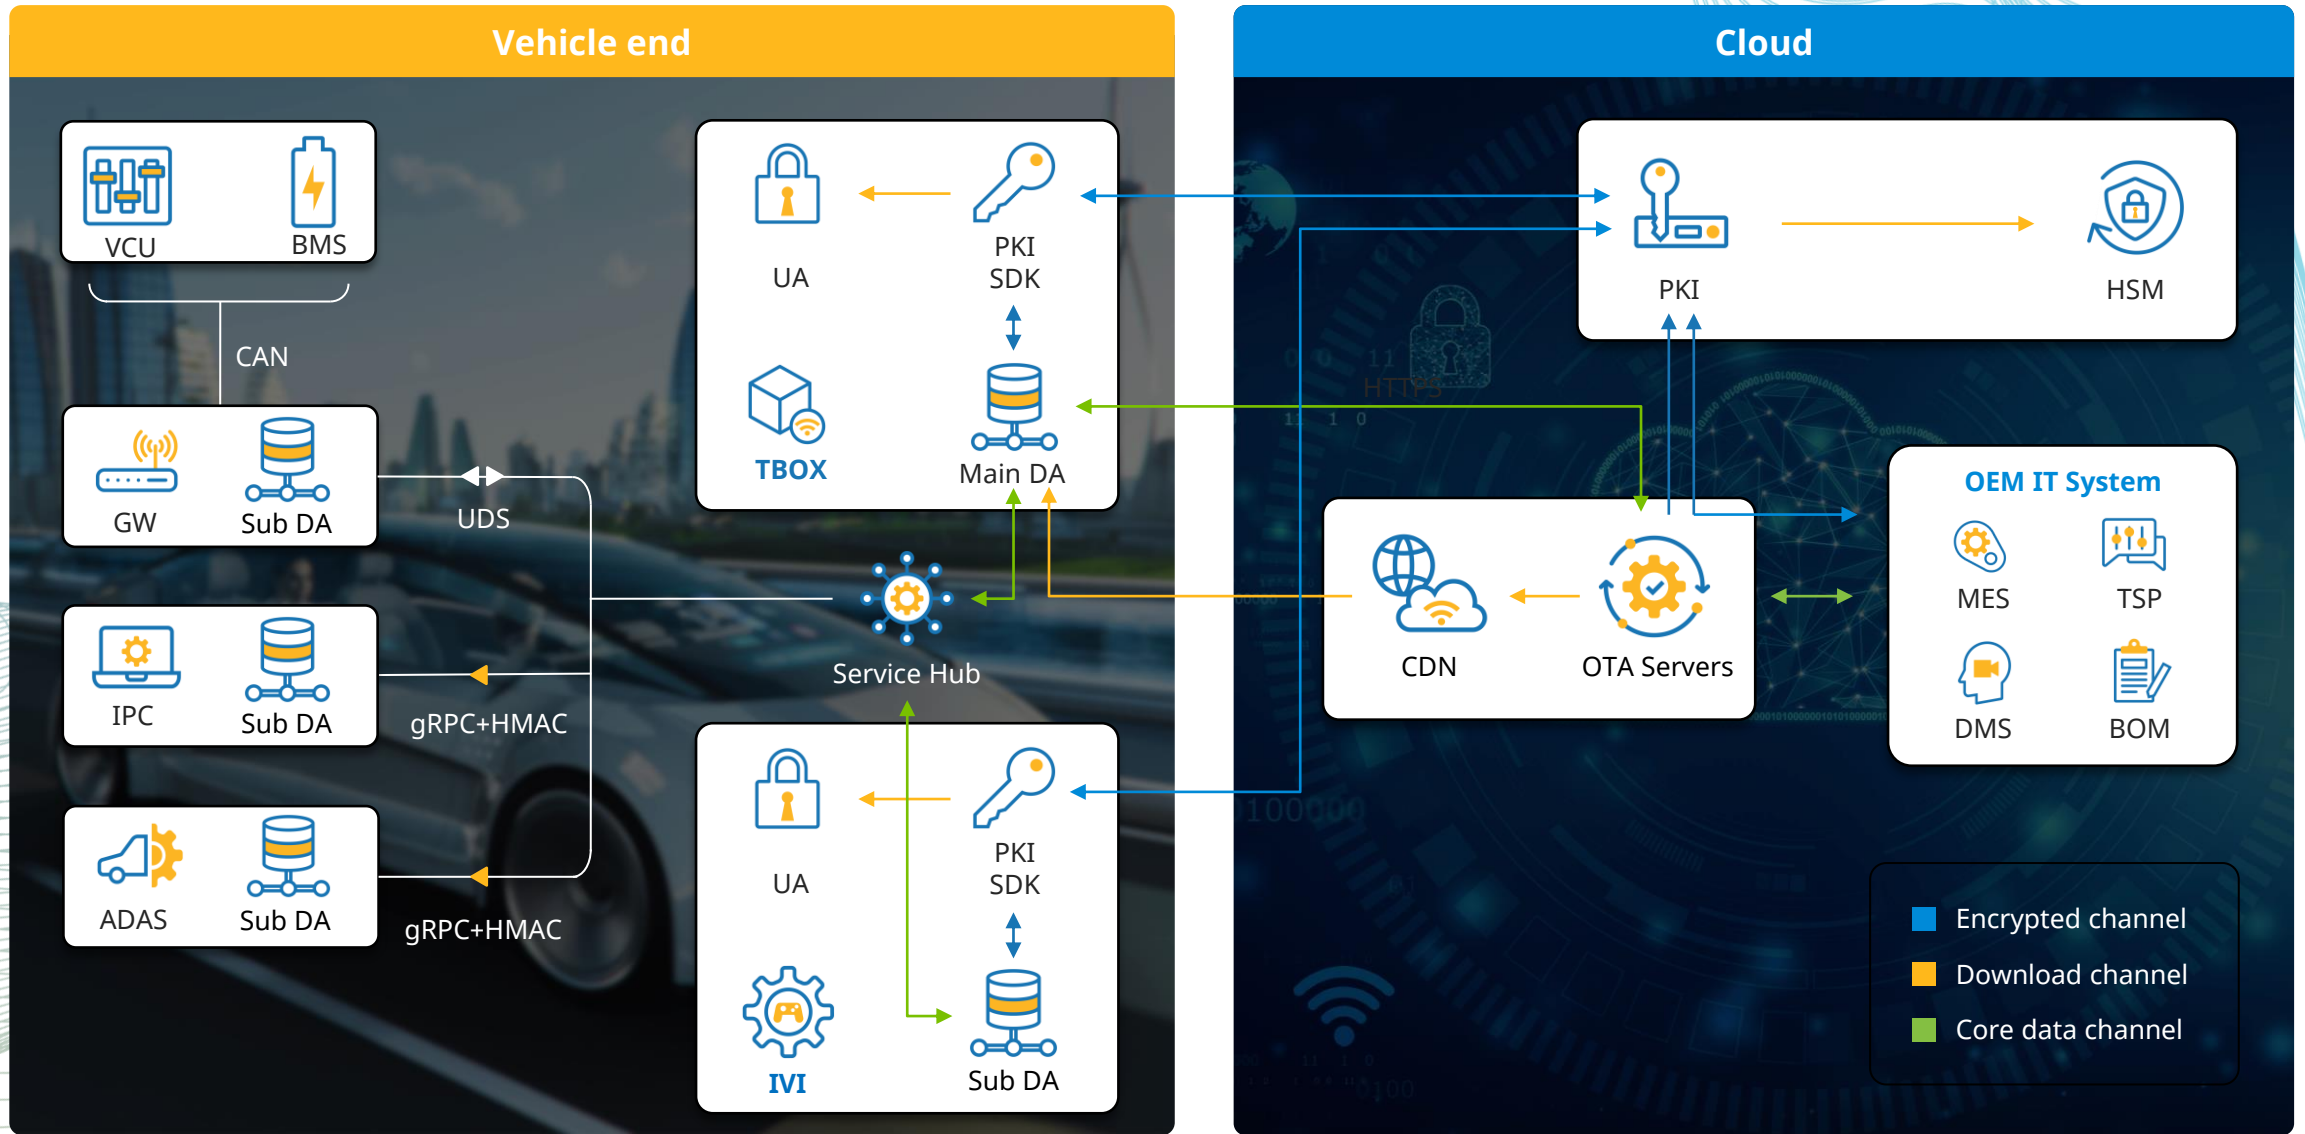 Vehicle end
VCU
BMS
CAN
GW
Sub DA
UDS
IPC
Sub DA
gRPC+HMAC
ADAS
Sub DA
gRPC+HMAC
UA
PKI
SDK
TBOX
Main DA
Service Hub
UA
PKI
SDK
IVI
Sub DA
Cloud
PKI
HSM
HTTPS
CDN
OTA Servers
OEM IT System
MES
TSP
DMS
BOM
Encrypted channel
Download channel
Core data channel